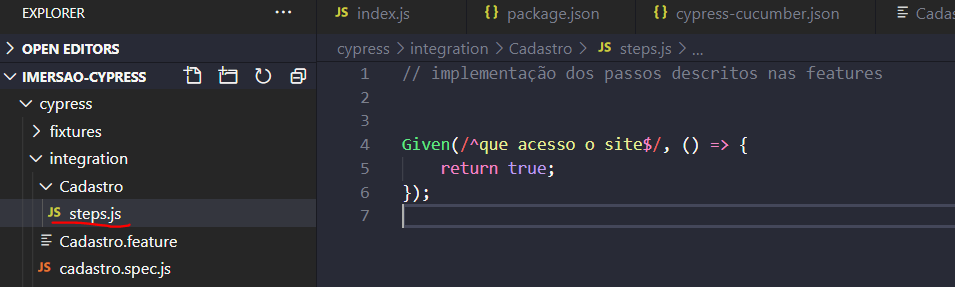 EXPLORER
···
OPEN EDITORS
IMERSAO-CYPRESS
cypress
fixtures
integration
Cadastro
JS steps.js
Cadastro.feature
JS cadastro.spec.js
JS index.js
{} package.json
{} cypress-cucumber.json
Cadas
cypress > integration > Cadastro > JS steps.js > ...
1 // implementação dos passos descritos nas features
2
3
4 Given(/^que acesso o site$/, () => {
5 return true;
6 });
7